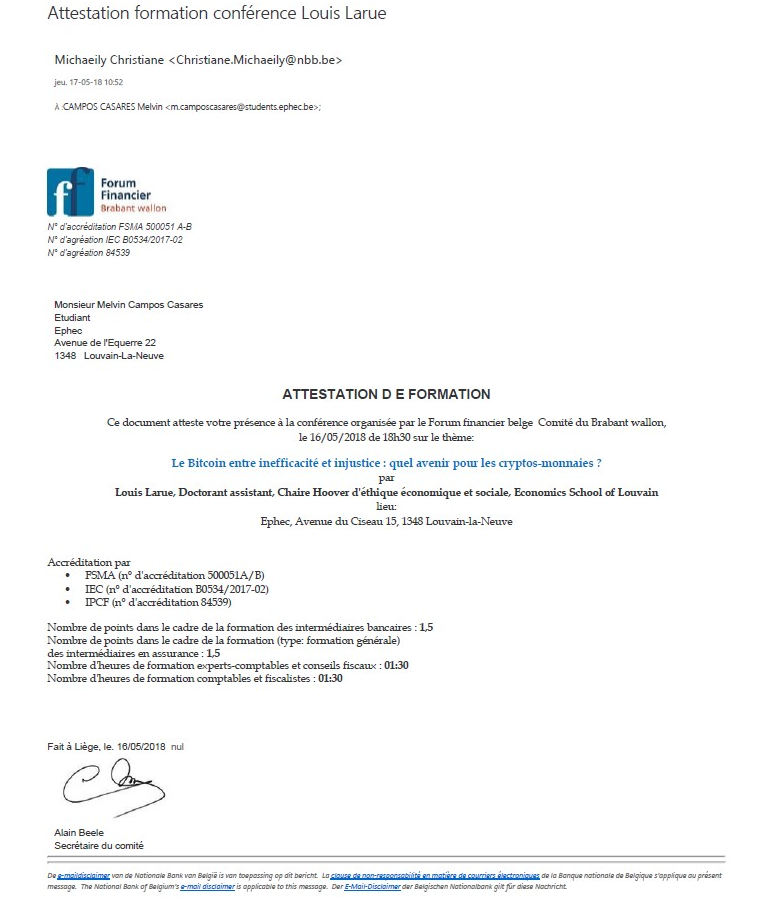 Attestation formation conférence Louis Larue
Michaeily Christiane <Christiane.Michaeily@nbb.be>
jeu. 17-05-18 10:52
À :CAMPOS CASARES Melvin <m.camposcasares@students.ephec.be>;
ff
Forum
Financier
Brabant wallon
N° d'accréditation FSMA 500051 A-B
N° d'agréation IEC B0534/2017-02
N° d'agréation 84539
Monsieur Melvin Campos Casares
Etudiant
Ephec
Avenue de l'Equerre 22
1348 Louvain-La-Neuve
ATTESTATION D E FORMATION
Ce document atteste votre présence à la conférence organisée par le Forum financier belge Comité du Brabant wallon,
le 16/05/2018 de 18h30 sur le thème:
Le Bitcoin entre inefficacité et injustice : quel avenir pour les cryptos-monnaies ?
par
Louis Larue, Doctorant assistant, Chaire Hoover d'éthique économique et sociale, Economics School of Louvain
lieu:
Ephec, Avenue du Ciseau 15, 1348 Louvain-la-Neuve
Accréditation par
• FSMA (n° d'accréditation 500051A/B)
• IEC (n° d'accréditation B0534/2017-02)
• IPCF (n° d'accréditation 84539)
Nombre de points dans le cadre de la formation des intermédiaires bancaires : 1,5
Nombre de points dans le cadre de la formation (type: formation générale)
des intermédiaires en assurance : 1,5
Nombre d'heures de formation experts-comptables et conseils fiscaux : 01:30
Nombre d'heures de formation comptables et fiscalistes : 01:30
Fait à Liège, le. 16/05/2018 nul
Alain Beele
Secrétaire du comité
De e-maildisclaimer van de Nationale Bank van België is van toepassing op dit bericht. La clause de non-responsabilité en matière de courriers électroniques de la Banque nationale de Belgique s'applique au présent
message. The National Bank of Belgium's e-mail disclaimer is applicable to this message. Der E-Mail-Disclaimer der Belgischen Nationalbank gilt für diese Nachricht.